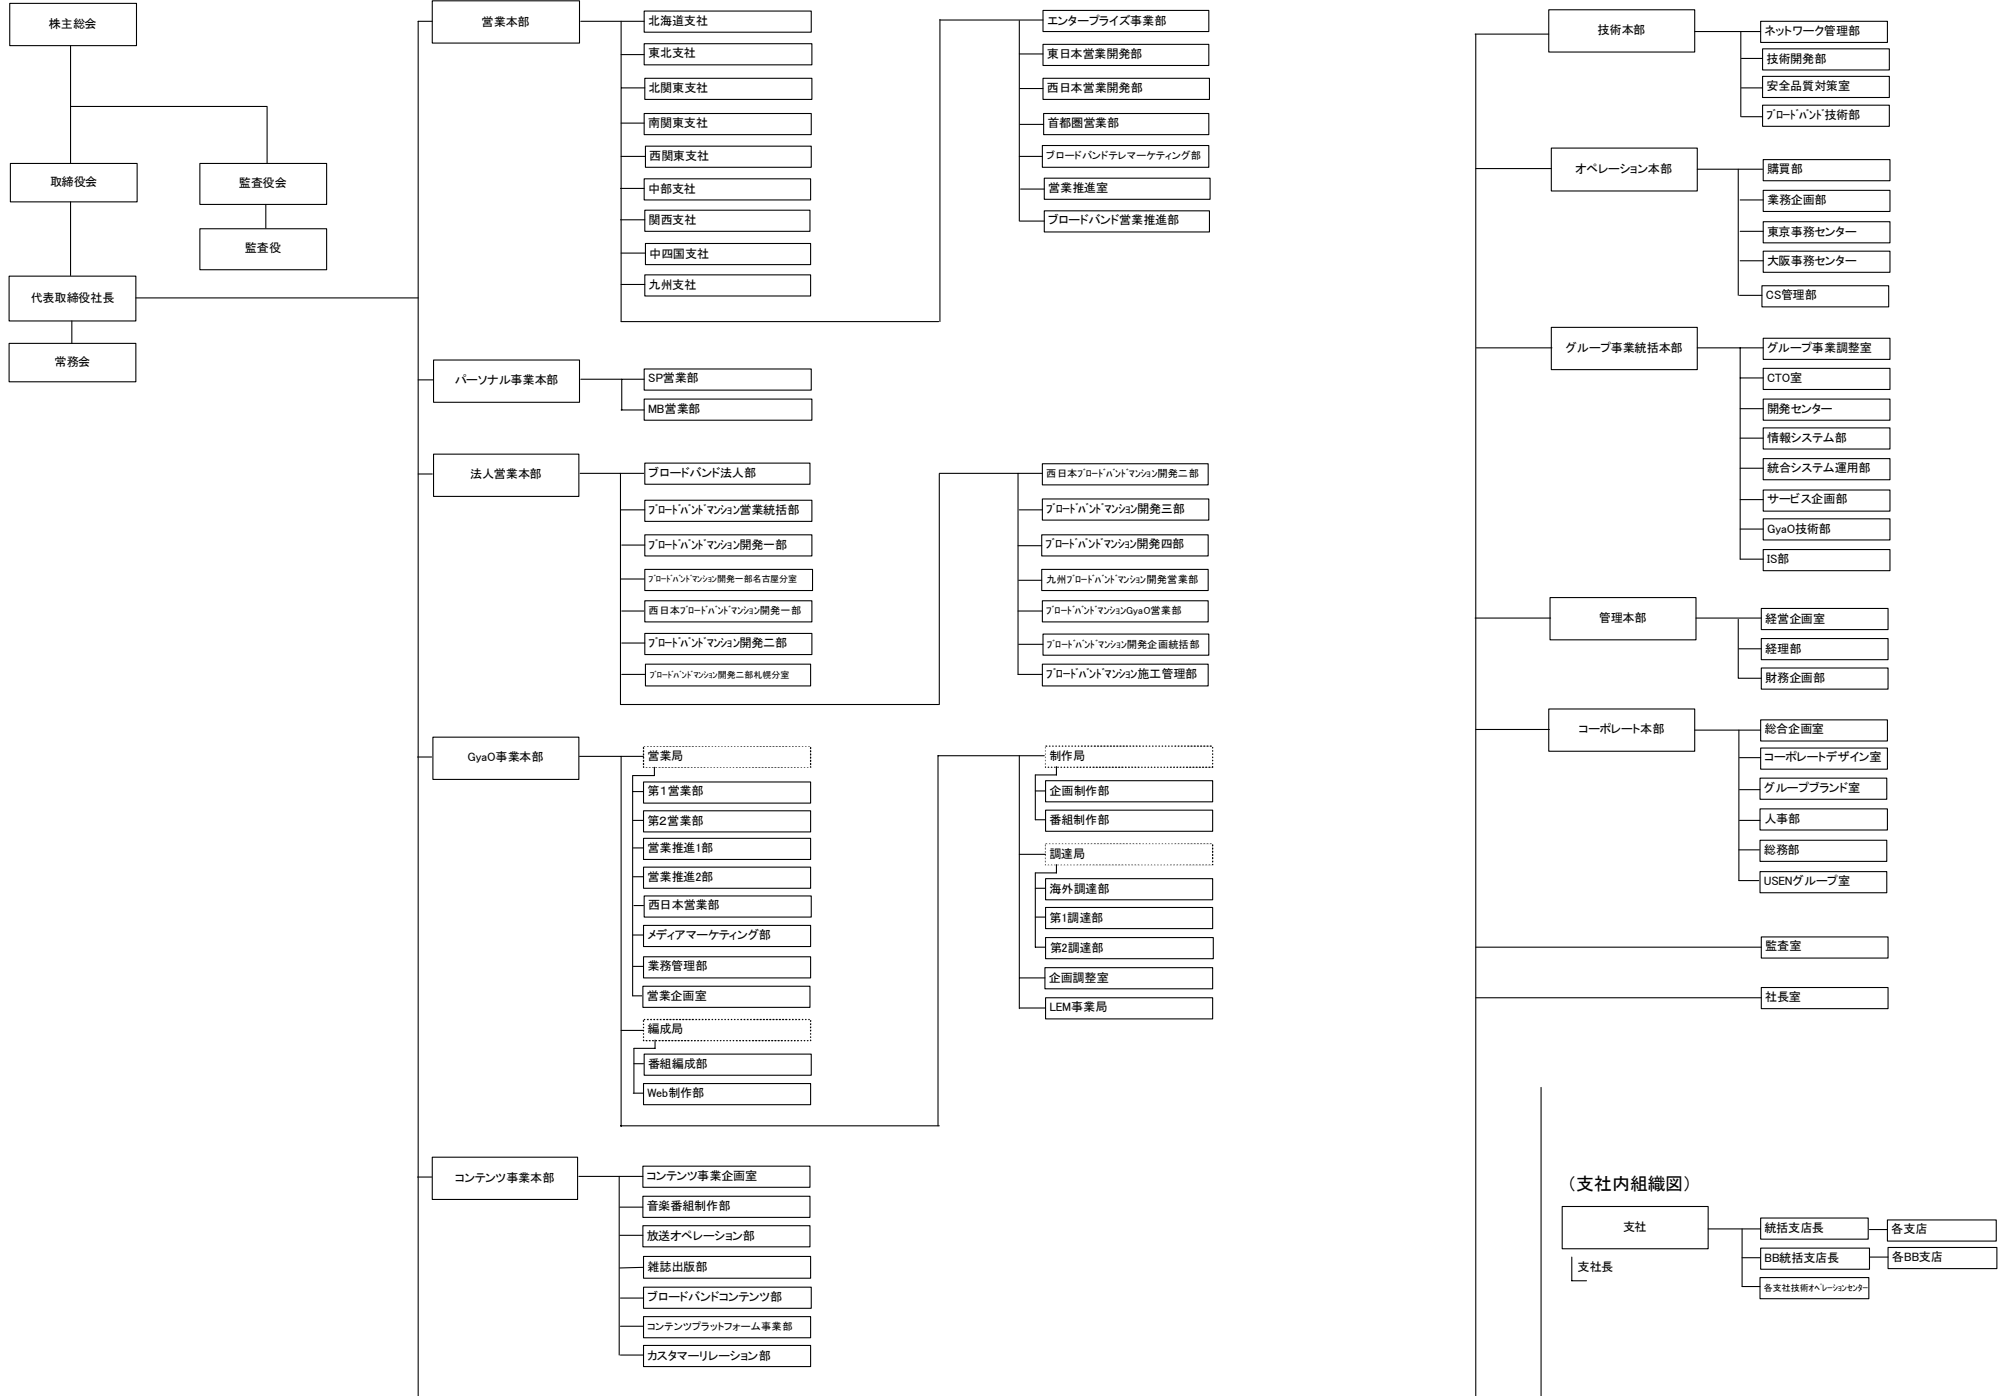 株主総会
取締役会
監査役会
監査役
代表取締役社長
常務会
営業本部
北海道支社
東北支社
北関東支社
南関東支社
西関東支社
中部支社
関西支社
中四国支社
九州支社
エンタープライズ事業部
東日本営業開発部
西日本営業開発部
首都圏営業部
ブロードバンドテレマーケティング部
営業推進室
ブロードバンド営業推進部
パーソナル事業本部
SP営業部
MB営業部
法人営業本部
ブロードバンド法人部
ﾌﾞﾛｰﾄﾞﾊﾞﾝﾄﾞﾏﾝｼｮﾝ営業統括部
ﾌﾞﾛｰﾄﾞﾊﾞﾝﾄﾞﾏﾝｼｮﾝ開発一部
ﾌﾞﾛｰﾄﾞﾊﾞﾝﾄﾞﾏﾝｼｮﾝ開発一部名古屋分室
西日本ﾌﾞﾛｰﾄﾞﾊﾞﾝﾄﾞﾏﾝｼｮﾝ開発一部
ﾌﾞﾛｰﾄﾞﾊﾞﾝﾄﾞﾏﾝｼｮﾝ開発二部
ﾌﾞﾛｰﾄﾞﾊﾞﾝﾄﾞﾏﾝｼｮﾝ開発二部札幌分室
西日本ﾌﾞﾛｰﾄﾞﾊﾞﾝﾄﾞﾏﾝｼｮﾝ開発二部
ﾌﾞﾛｰﾄﾞﾊﾞﾝﾄﾞﾏﾝｼｮﾝ開発三部
ﾌﾞﾛｰﾄﾞﾊﾞﾝﾄﾞﾏﾝｼｮﾝ開発四部
九州ﾌﾞﾛｰﾄﾞﾊﾞﾝﾄﾞﾏﾝｼｮﾝ開発営業部
ﾌﾞﾛｰﾄﾞﾊﾞﾝﾄﾞﾏﾝｼｮﾝGyaO営業部
ﾌﾞﾛｰﾄﾞﾊﾞﾝﾄﾞﾏﾝｼｮﾝ開発企画統括部
ﾌﾞﾛｰﾄﾞﾊﾞﾝﾄﾞﾏﾝｼｮﾝ施工管理部
GyaO事業本部
営業局
第1営業部
第2営業部
営業推進1部
営業推進2部
西日本営業部
メディアマーケティング部
業務管理部
営業企画室
編成局
番組編成部
Web制作部
制作局
企画制作部
番組制作部
調達局
海外調達部
第1調達部
第2調達部
企画調整室
LEM事業局
コンテンツ事業本部
コンテンツ事業企画室
音楽番組制作部
放送オペレーション部
雑誌出版部
ブロードバンドコンテンツ部
コンテンツプラットフォーム事業部
カスタマーリレーション部
技術本部
ネットワーク管理部
技術開発部
安全品質対策室
ﾌﾞﾛｰﾄﾞﾊﾞﾝﾄﾞ技術部
オペレーション本部
購買部
業務企画部
東京事務センター
大阪事務センター
CS管理部
グループ事業統括本部
グループ事業調整室
CTO室
開発センター
情報システム部
統合システム運用部
サービス企画部
GyaO技術部
IS部
管理本部
経営企画室
経理部
財務企画部
コーポレート本部
総合企画室
コーポレートデザイン室
グループブランド室
人事部
総務部
USENグループ室
監査室
社長室
（支社内組織図）
支社
支社長
統括支店長
各支店
BB統括支店長
各BB支店
各支社技術ｵﾍﾟﾚｰｼｮﾝｾﾝﾀｰ